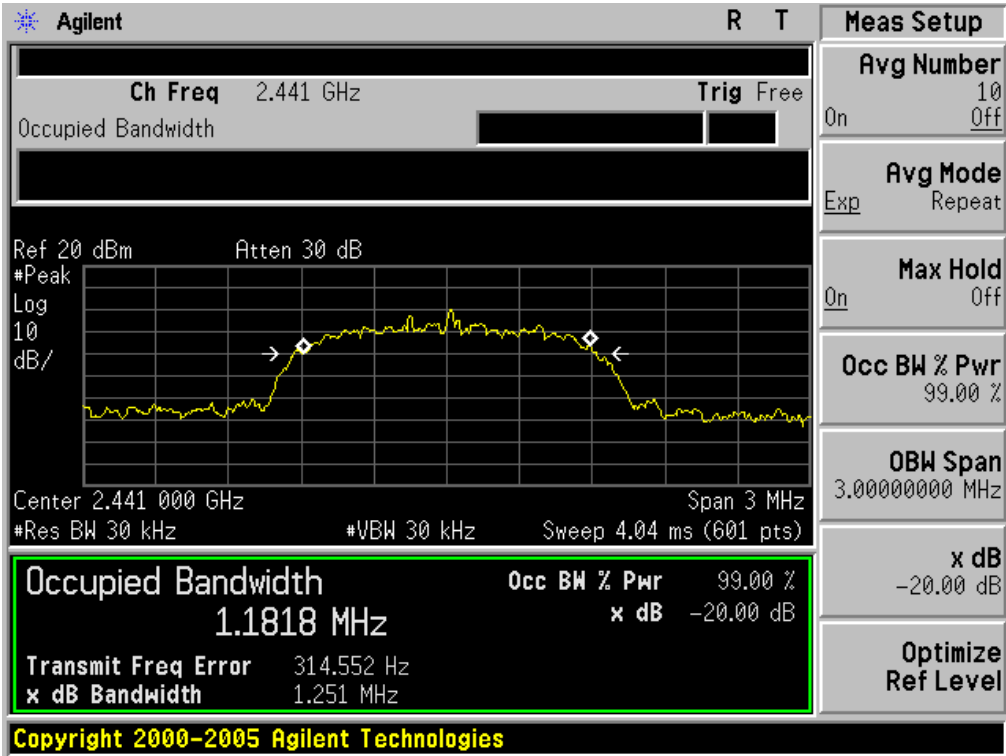 Agilent R T
Ch Freq 2.441 GHz Trig Free
Occupied Bandwidth
Ref 20 dBm Atten 30 dB
#Peak
Log
10
dB/
Center 2.441 000 GHz Span 3 MHz
#Res BW 30 kHz #VBW 30 kHz Sweep 4.04 ms (601 pts)
Occupied Bandwidth
1.1818 MHz
Occ BW % Pwr 99.00 %
x dB -20.00 dB
Transmit Freq Error 314.552 Hz
x dB Bandwidth 1.251 MHz
Copyright 2000-2005 Agilent Technologies
Meas Setup
Avg Number
10
On Off
Avg Mode
Exp Repeat
Max Hold
On Off
Occ BW % Pwr
99.00 %
OBW Span
3.00000000 MHz
x dB
-20.00 dB
Optimize
Ref Level